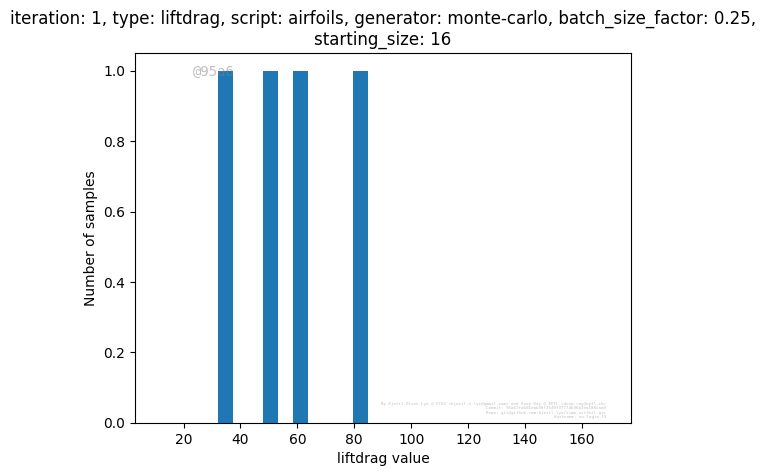 iteration: 1, type: liftdrag, script: airfoils, generator: monte-carlo, batch_size_factor: 0.25,
starting_size: 16
@95a6
1.0
0.8
0.6
0.4
0.2
0.0
Number of samples
20 40 60 80 100 120 140 160
liftdrag value